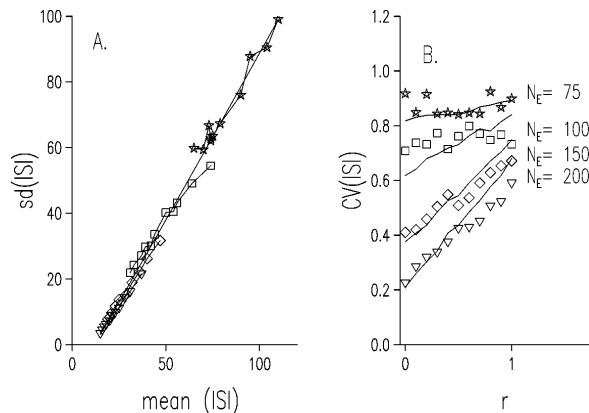 A.
sd(ISI)
100
80
60
40
20
0
0
50
100
mean (ISI)
B.
CV(ISI)
1.2
1.0
0.8
0.6
0.4
0.2
0.0
0
1
r
N_E= 75
N_E= 100
N_E= 150
N_E= 200